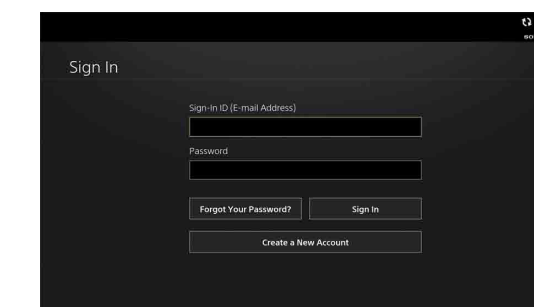 Sign In
Sign-In ID (E-mail Address)
Password
Forgot Your Password?
Sign In
Create a New Account